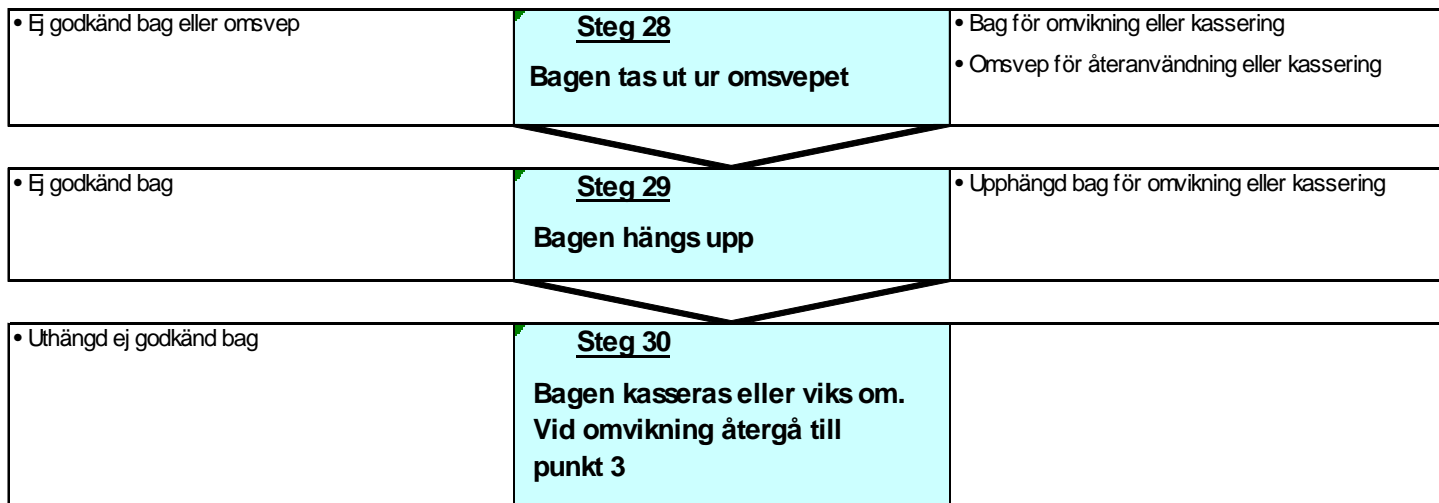 • Ej godkänd bag eller omsvep
Steg 28
Bagen tas ut ur omsvepet
• Bag för omvikning eller kassering
• Omsvep för återanvändning eller kassering
• Ej godkänd bag
Steg 29
Bagen hängs upp
• Upphängd bag för omvikning eller kassering
• Uthängd ej godkänd bag
Steg 30
Bagen kasseras eller viks om.
Vid omvikning återgå till
punkt 3